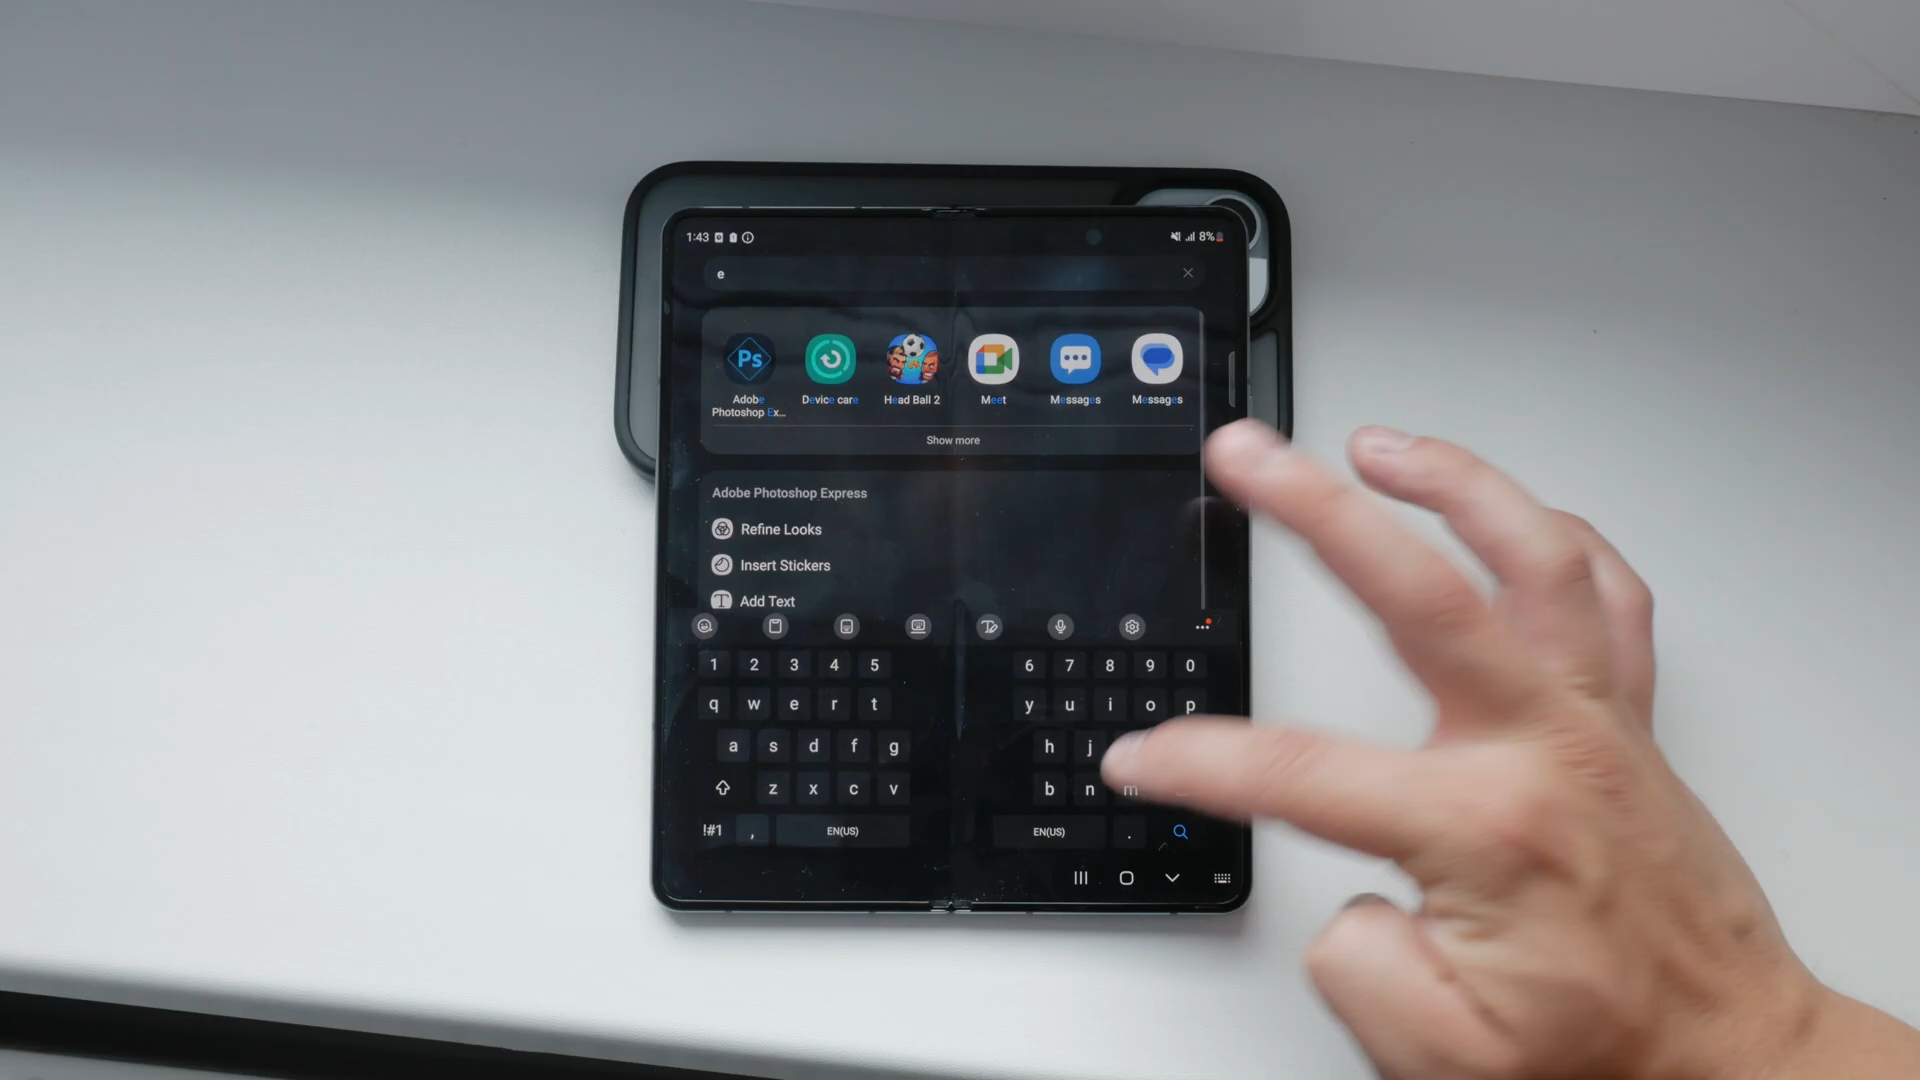 1:43
8%
e
Ps
Adobe Photoshop Ex...
Device care
Head Ball 2
Meet
Messages
Messages
Show more
Adobe Photoshop Express
Refine Looks
Insert Stickers
T Add Text
1 2 3 4 5 6 7 8 9 0
q w e r t y u i o p
a s d f g h j
z x c v b n m
!#1 , EN(US) EN(US) .